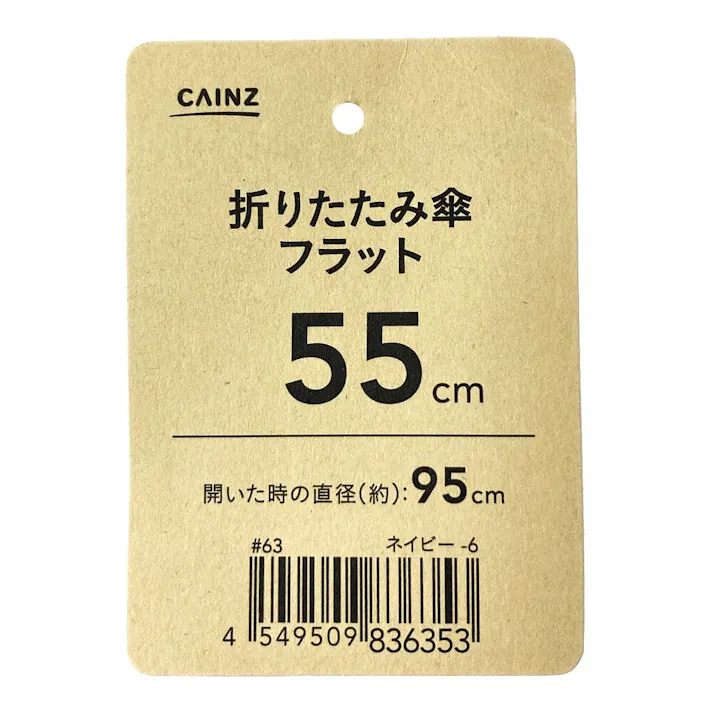 CAINZ
折りたたみ傘
フラット
55cm
開いた時の直径(約):95cm
#63 ネイビー -6
4 549509 836353